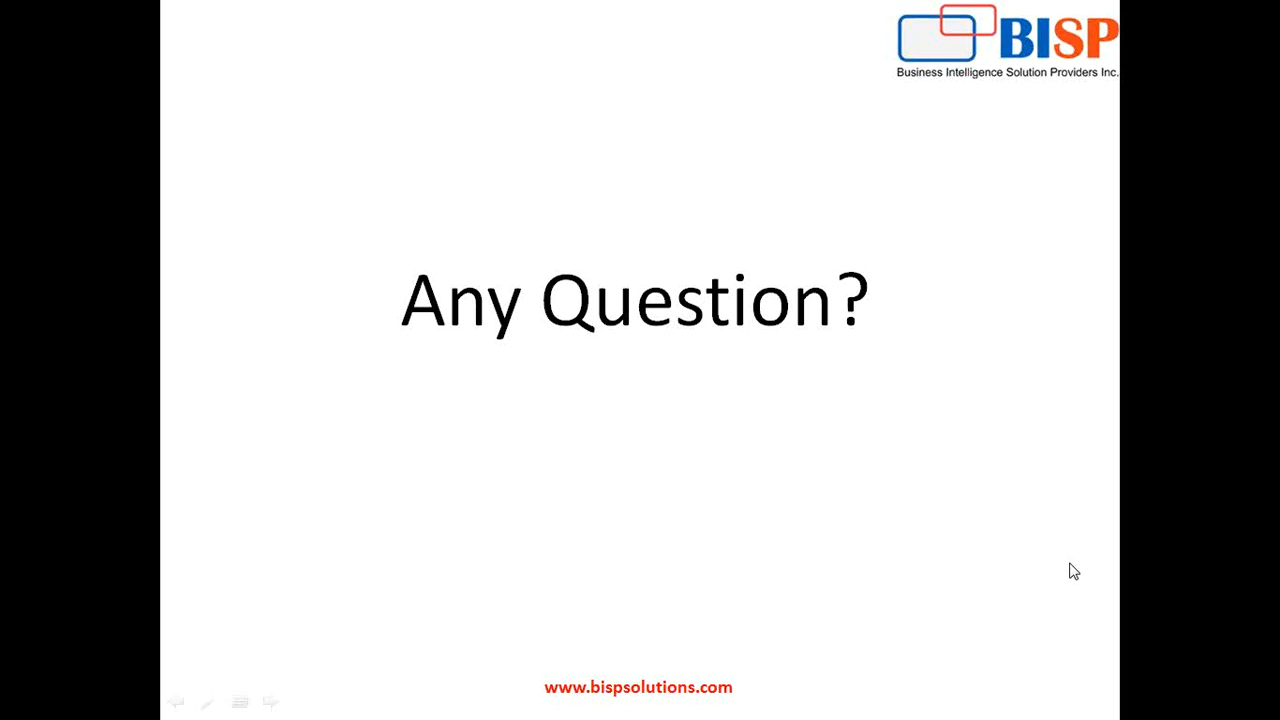 BISP
Business Intelligence Solution Providers Inc.
Any Question?
www.bispsolutions.com